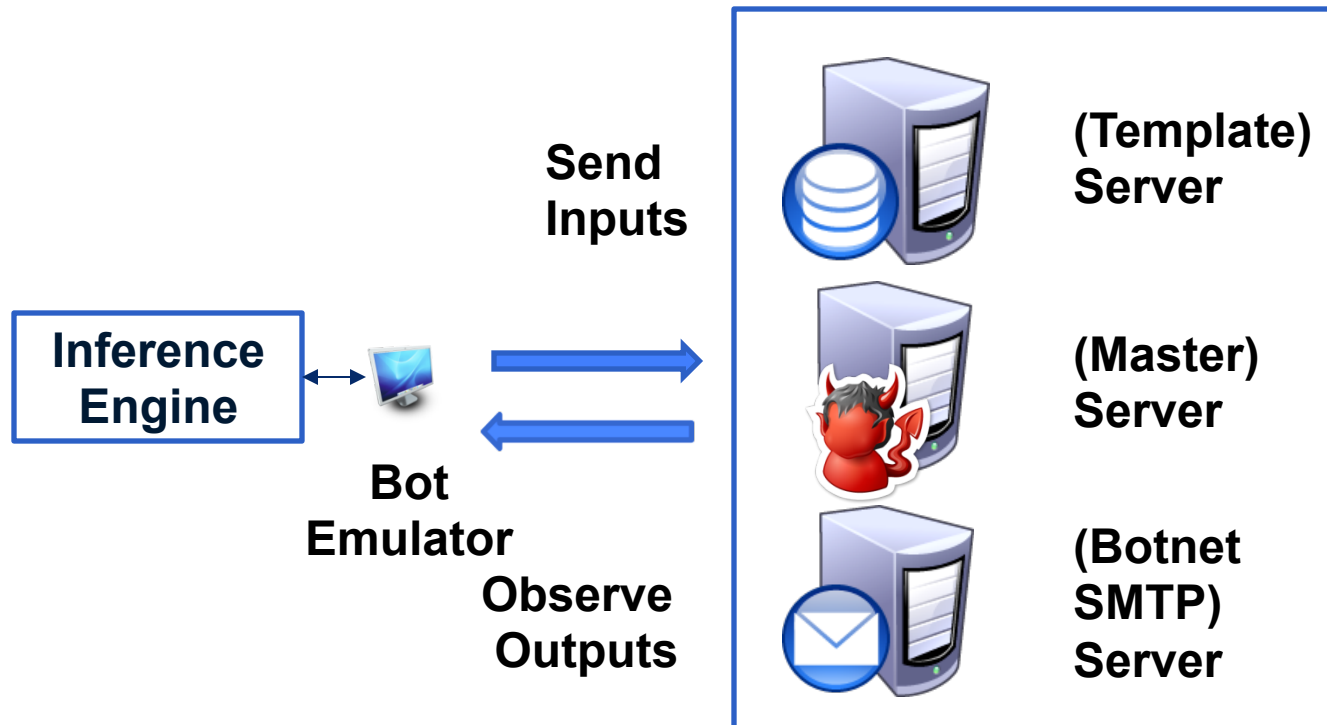 Send
Inputs
(Template)
Server
Inference
Engine
(Master)
Server
Bot
Emulator
Observe
Outputs
(Botnet
SMTP)
Server